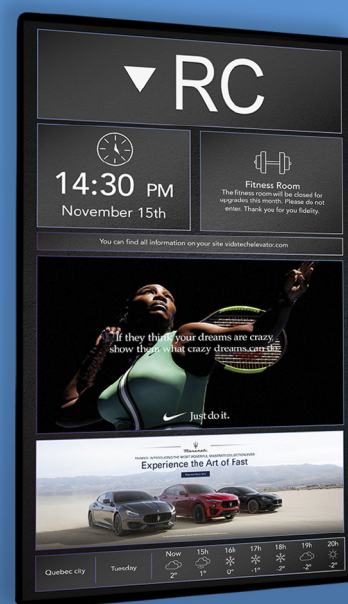 RC
14:30 PM
November 15th
Fitness Room
The fitness room will be closed for
upgrades this month. Please do not
enter. Thank you for you fidelity.
You can find all information on your site vidatechelevator.com
If they think your dreams are crazy,
show them what crazy dreams can do.
Just do it.
Maserati
Experience the Art of Fast
Quebec city
Tuesday
Now 15h 16h 17h 18h 19h 20h
2° 1° 0° -1° -2° -2° -2°